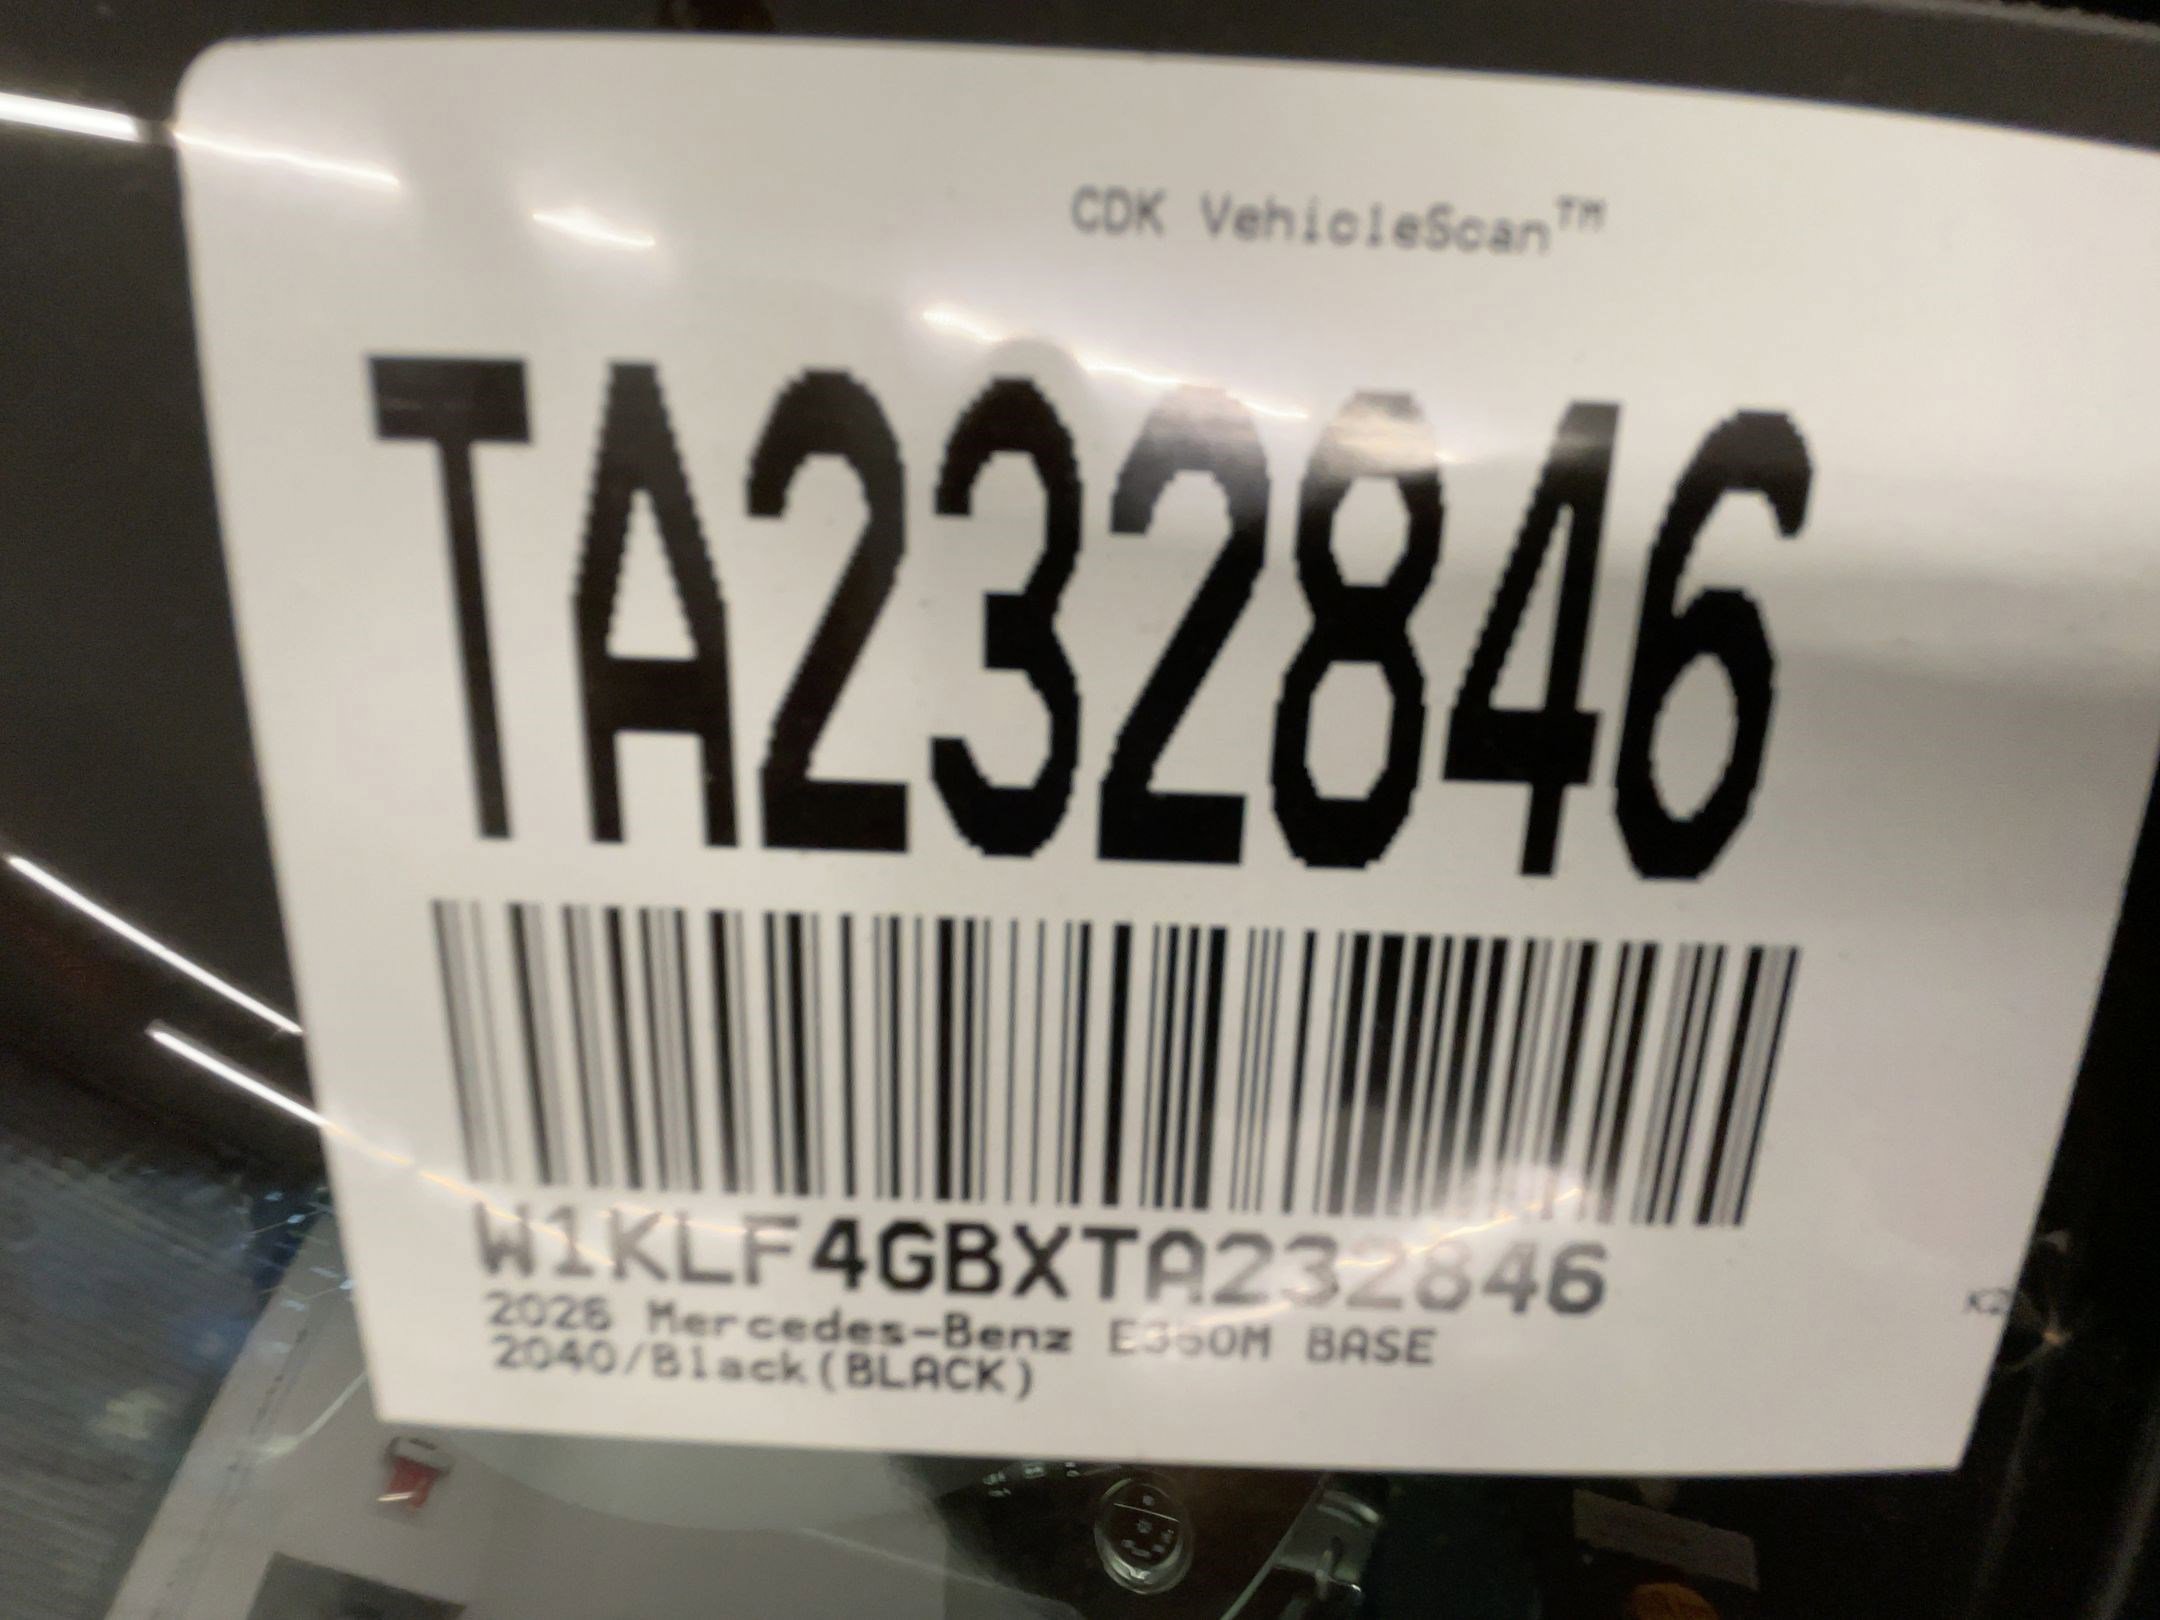 CDK VehicleScan™
TA232846
W1KLF4GBXTA232846
2026 Mercedes-Benz E350M BASE
2040/Black(BLACK)